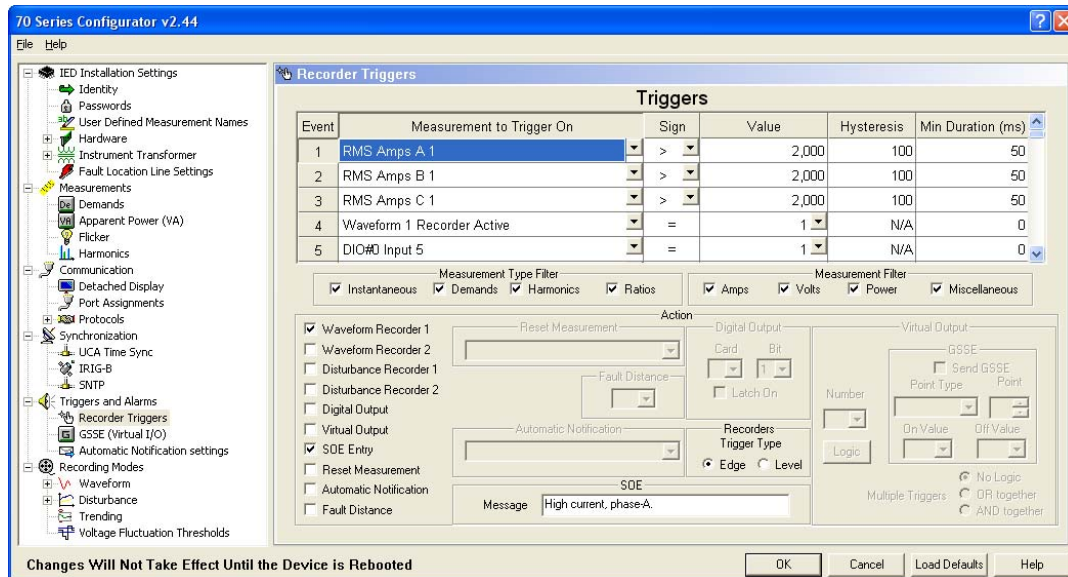 70 Series Configurator v2.44
File Help
IED Installation Settings
Identity
Passwords
User Defined Measurement Names
Hardware
Instrument Transformer
Fault Location Line Settings
Measurements
Demands
Apparent Power (VA)
Flicker
Harmonics
Communication
Detached Display
Port Assignments
Protocols
Synchronization
UCA Time Sync
IRIG-B
SNTP
Triggers and Alarms
Recorder Triggers
GSSE (Virtual I/O)
Automatic Notification settings
Recording Modes
Waveform
Disturbance
Trending
Voltage Fluctuation Thresholds
Recorder Triggers
Triggers
Event Measurement to Trigger On Sign Value Hysteresis Min Duration (ms)
1 RMS Amps A 1 > 2,000 100 50
2 RMS Amps B 1 > 2,000 100 50
3 RMS Amps C 1 > 2,000 100 50
4 Waveform 1 Recorder Active = 1 N/A 0
5 DIO#0 Input 5 = 1 N/A 0
Measurement Type Filter
Instantaneous Demands Harmonics Ratios
Measurement Filter
Amps Volts Power Miscellaneous
Action
Waveform Recorder 1
Waveform Recorder 2
Disturbance Recorder 1
Disturbance Recorder 2
Digital Output
Virtual Output
SOE Entry
Reset Measurement
Automatic Notification
Fault Distance
Reset Measurement
Fault Distance
Automatic Notification
Digital Output
Card Bit
1
Latch On
Recorders
Trigger Type
Edge Level
SOE
Message High current, phase-A.
Virtual Output
GSSE
Send GSSE
Point Type Point
Number
On Value Off Value
Logic
Multiple Triggers
No Logic
OR together
AND together
Changes Will Not Take Effect Until the Device is Rebooted
OK Cancel Load Defaults Help